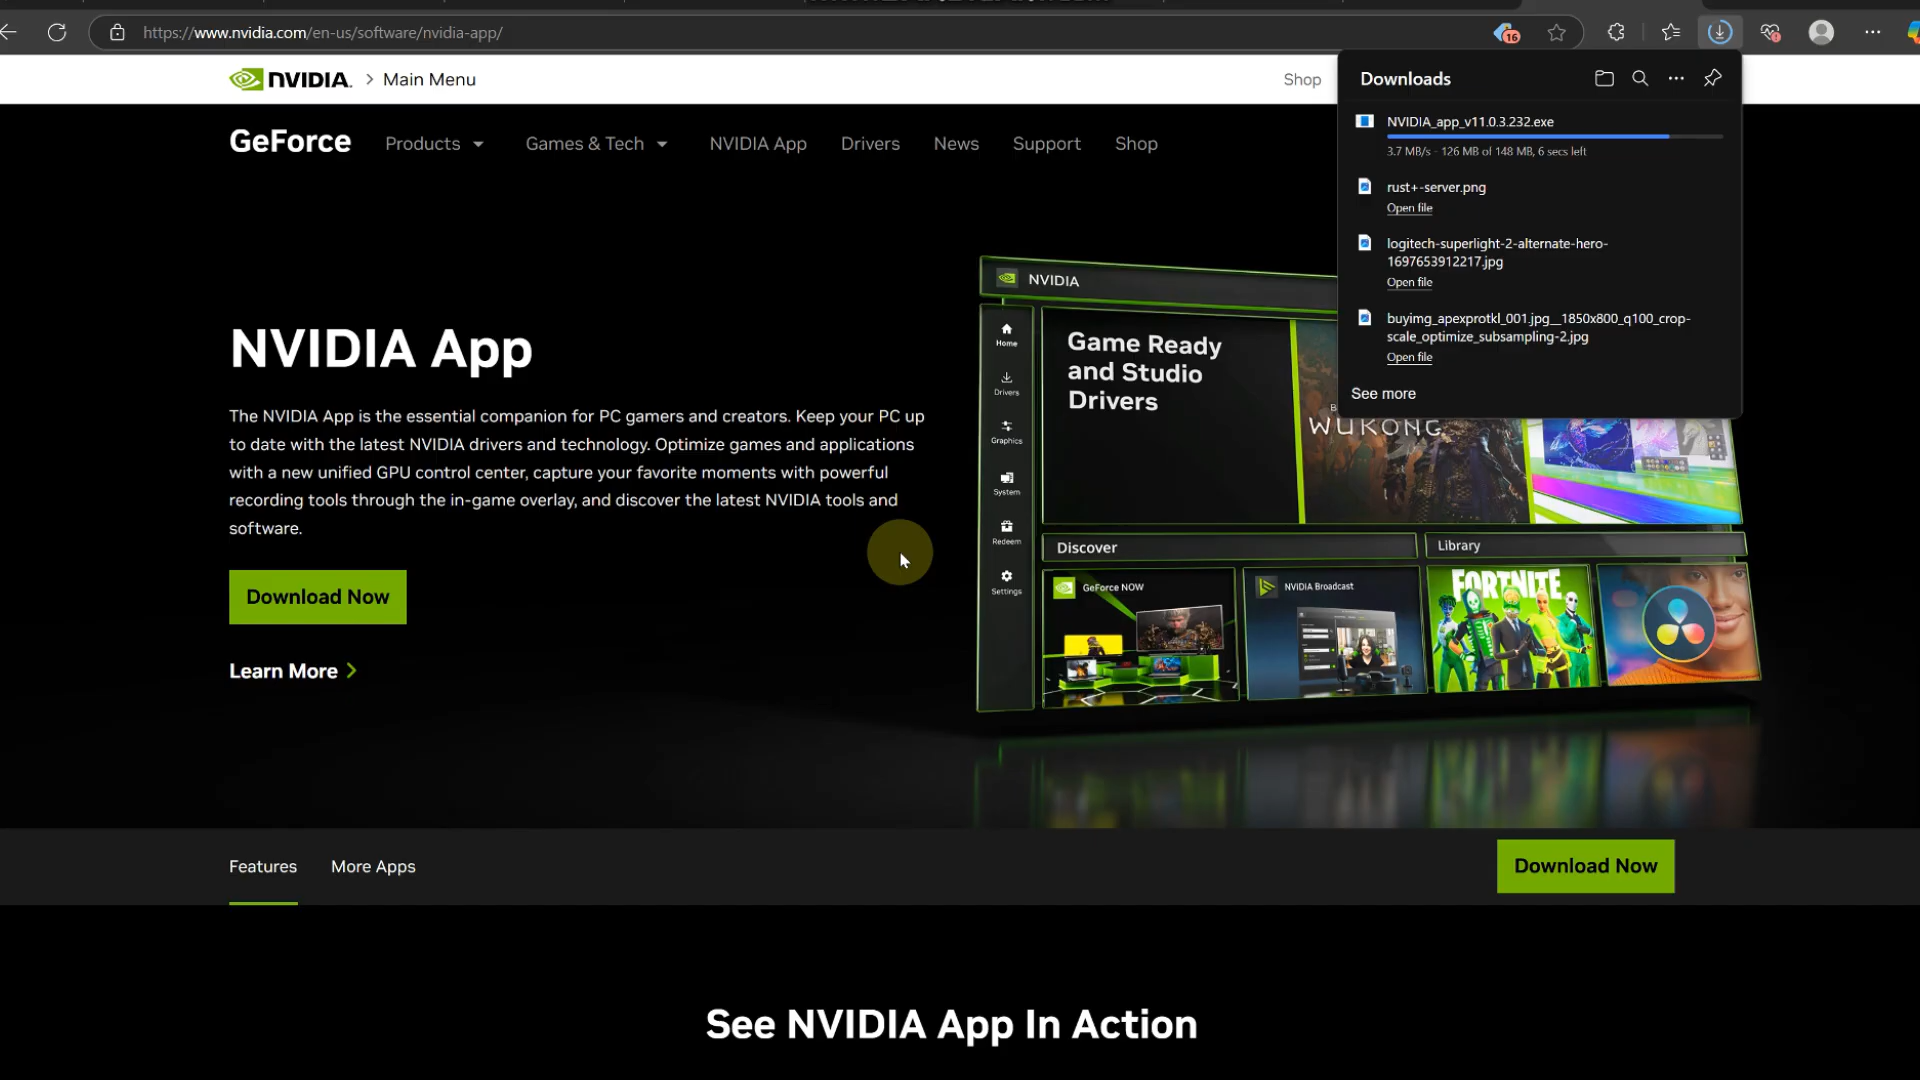 https://www.nvidia.com/en-us/software/nvidia-app/
16
NVIDIA.
Main Menu
Shop
GeForce
Products
Games & Tech
NVIDIA App
Drivers
News
Support
Shop
Downloads
NVIDIA_app_v11.0.3.232.exe
3.7 MB/s - 126 MB of 148 MB, 6 secs left
rust+-server.png
Open file
logitech-superlight-2-alternate-hero-
1697653912217.jpg
Open file
buyimg_apexprotkl_001.jpg__1850x800_q100_crop-
scale_optimize_subsampling-2.jpg
Open file
See more
NVIDIA App
The NVIDIA App is the essential companion for PC gamers and creators. Keep your PC up
to date with the latest NVIDIA drivers and technology. Optimize games and applications
with a new unified GPU control center, capture your favorite moments with powerful
recording tools through the in-game overlay, and discover the latest NVIDIA tools and
software.
Download Now
Learn More
NVIDIA
Home
Drivers
Graphics
System
Redeem
Settings
Game Ready
and Studio
Drivers
WUKONG
Discover
Library
GeForce NOW
NVIDIA Broadcast
FORTNITE
Features
More Apps
Download Now
See NVIDIA App In Action